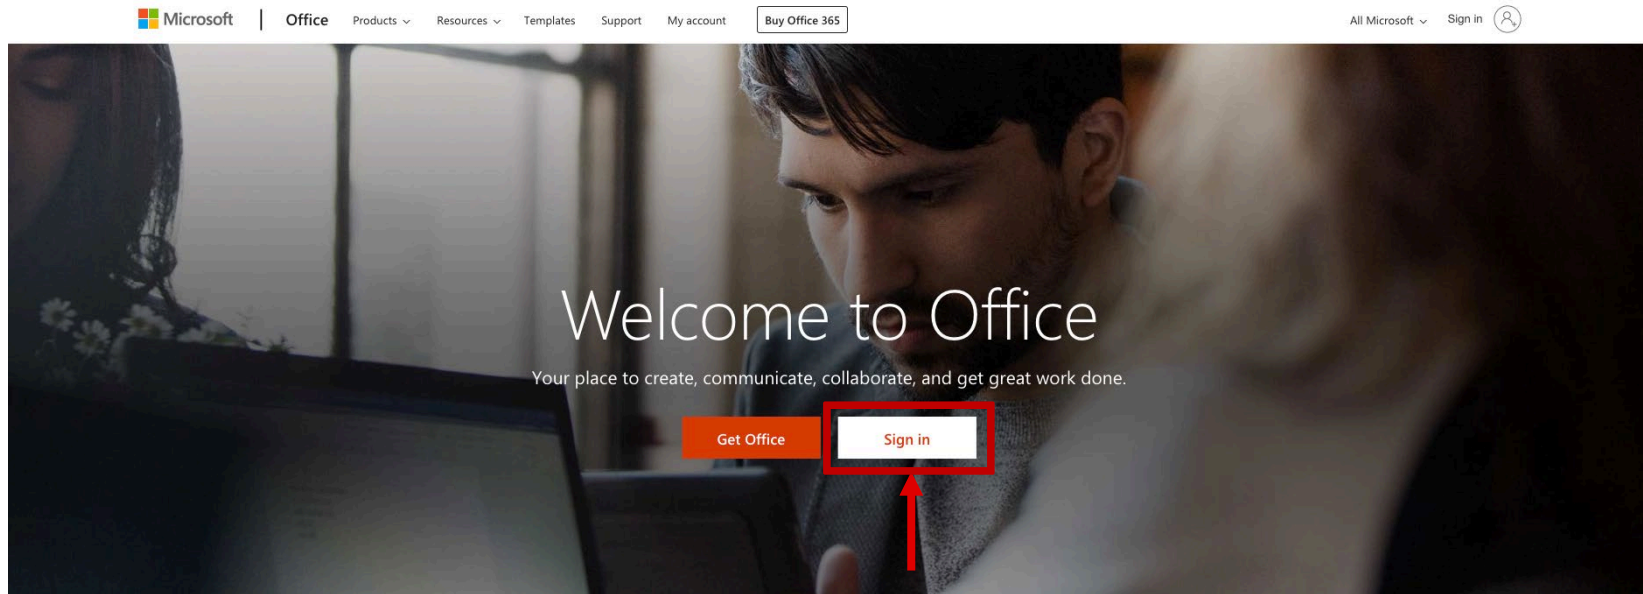 Microsoft Office Products Resources Templates Support My account Buy Office 365 All Microsoft Sign in
Welcome to Office
Your place to create, communicate, collaborate, and get great work done.
Get Office Sign in